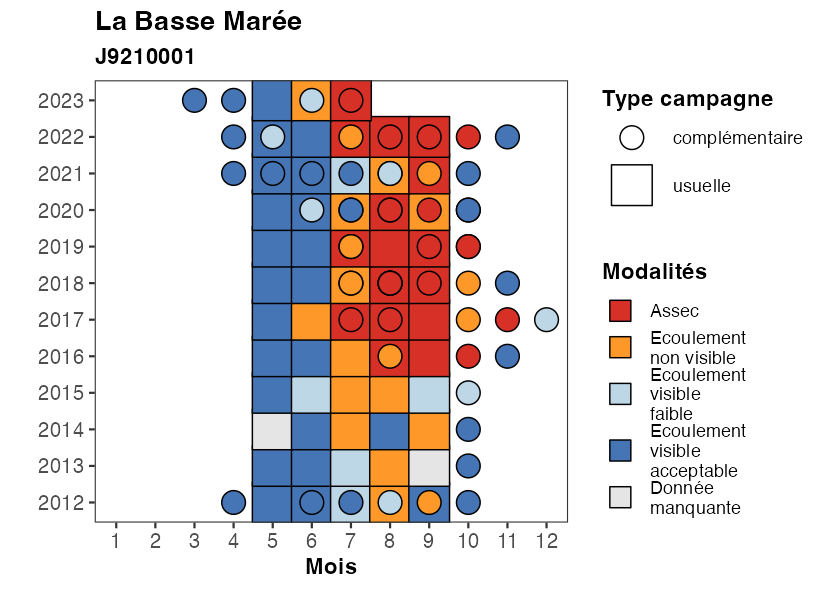 La Basse Marée
J9210001
2023
2022
2021
2020
2019
2018
2017
2016
2015
2014
2013
2012
1 2 3 4 5 6 7 8 9 10 11 12
Mois
Type campagne
complémentaire
usuelle
Modalités
Assec
Ecoulement
non visible
Ecoulement
visible
faible
Ecoulement
visible
acceptable
Donnée
manquante